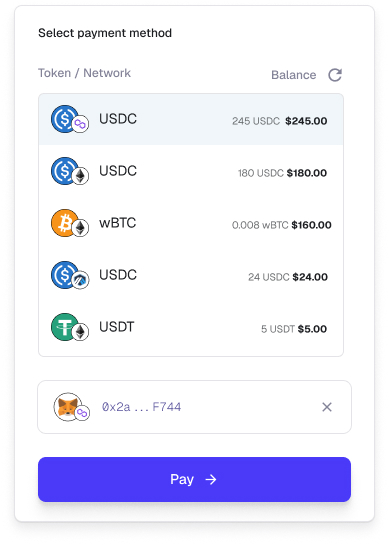 Select payment method
Token / Network Balance
USDC 245 USDC $245.00
USDC 180 USDC $180.00
wBTC 0.008 wBTC $160.00
USDC 24 USDC $24.00
USDT 5 USDT $5.00
0x2a ... F744
Pay →